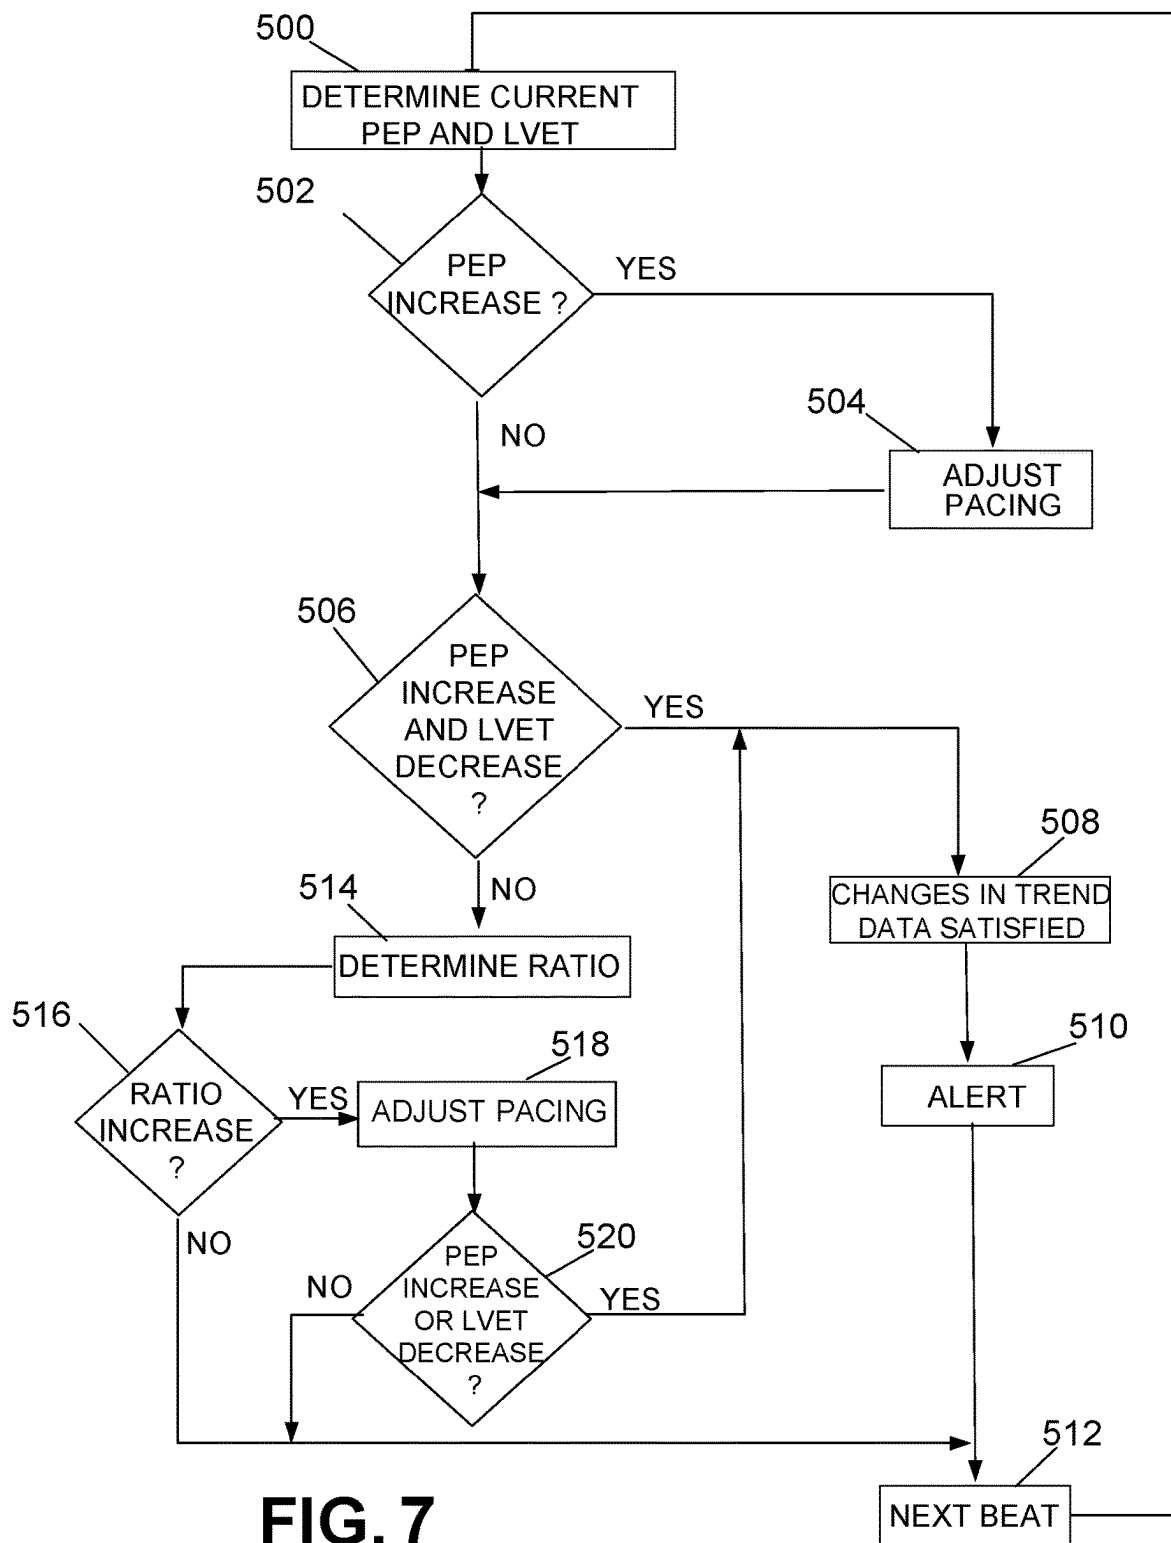 500
DETERMINE CURRENT
PEP AND LVET
502
PEP
INCREASE ?
YES
NO
504
ADJUST
PACING
506
PEP
INCREASE
AND LVET
DECREASE
?
YES
NO
508
CHANGES IN TREND
DATA SATISFIED
510
ALERT
514
DETERMINE RATIO
516
RATIO
INCREASE
?
YES
NO
518
ADJUST PACING
520
PEP
INCREASE
OR LVET
DECREASE
?
NO
YES
512
NEXT BEAT
FIG. 7